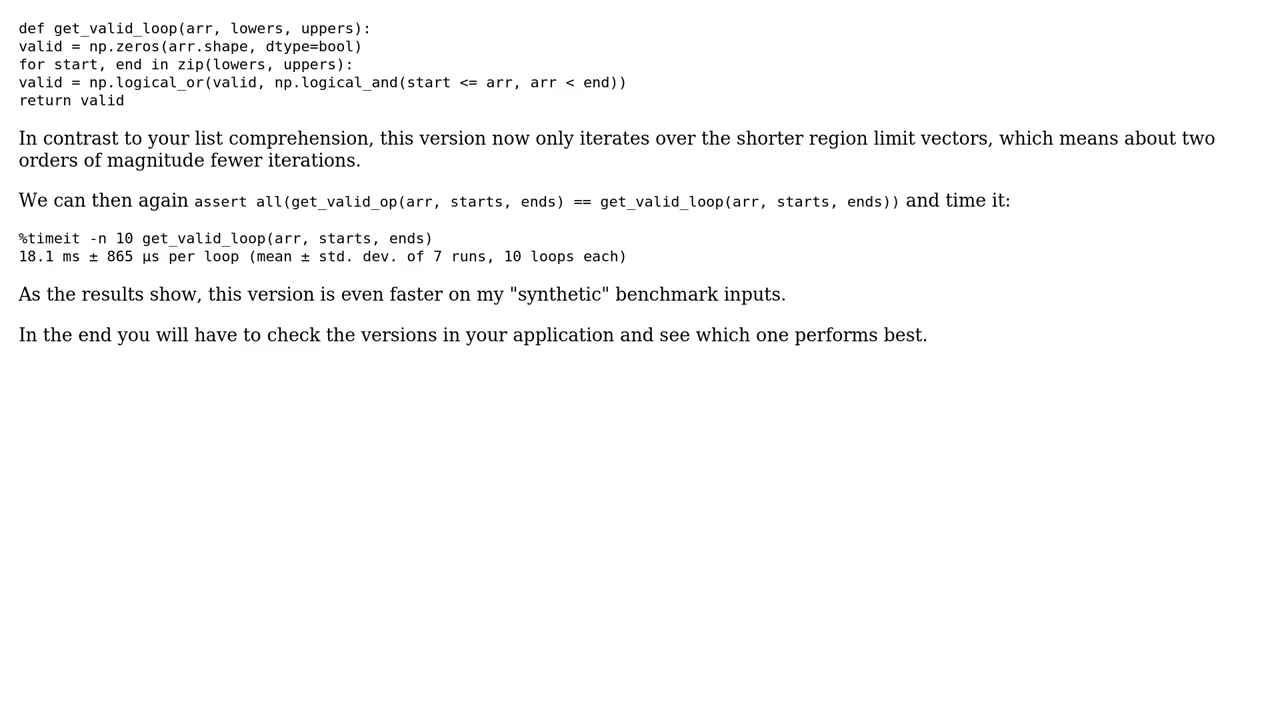 def get_valid_loop(arr, lowers, uppers):
valid = np.zeros(arr.shape, dtype=bool)
for start, end in zip(lowers, uppers):
valid = np.logical_or(valid, np.logical_and(start <= arr, arr < end))
return valid
In contrast to your list comprehension, this version now only iterates over the shorter region limit vectors, which means about two
orders of magnitude fewer iterations.
We can then again assert all(get_valid_op(arr, starts, ends) == get_valid_loop(arr, starts, ends)) and time it:
%timeit -n 10 get_valid_loop(arr, starts, ends)
18.1 ms ± 865 µs per loop (mean ± std. dev. of 7 runs, 10 loops each)
As the results show, this version is even faster on my "synthetic" benchmark inputs.
In the end you will have to check the versions in your application and see which one performs best.